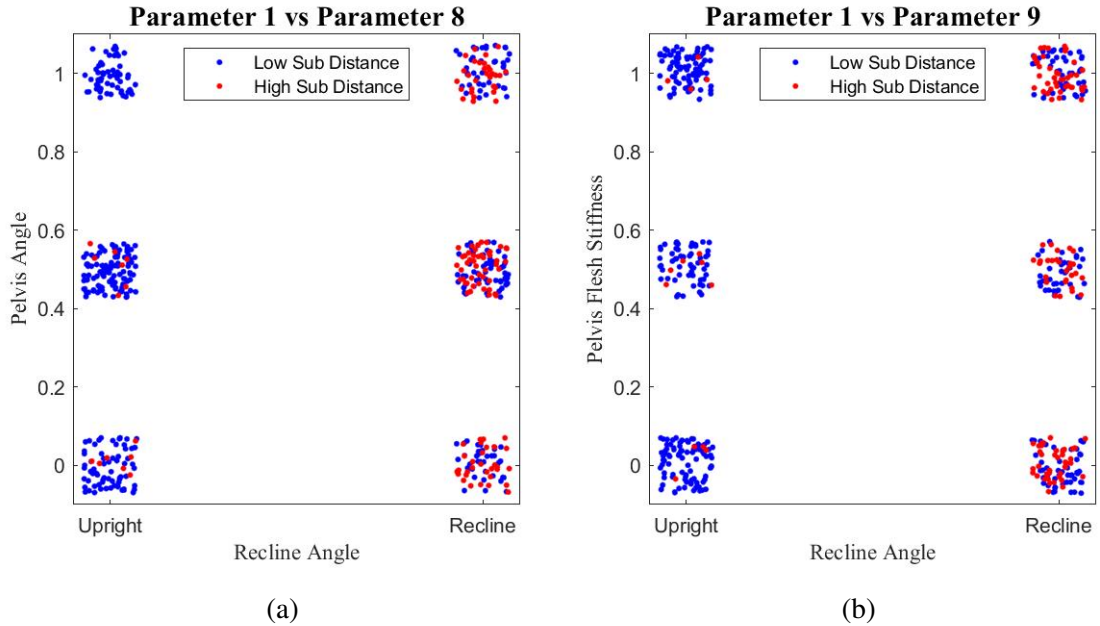 Parameter 1 vs Parameter 8
Low Sub Distance
High Sub Distance
1
0.8
0.6
0.4
0.2
0
Pelvis Angle
Upright
Recline
Recline Angle
(a)
Parameter 1 vs Parameter 9
Low Sub Distance
High Sub Distance
1
0.8
0.6
0.4
0.2
0
Pelvis Flesh Stiffness
Upright
Recline
Recline Angle
(b)